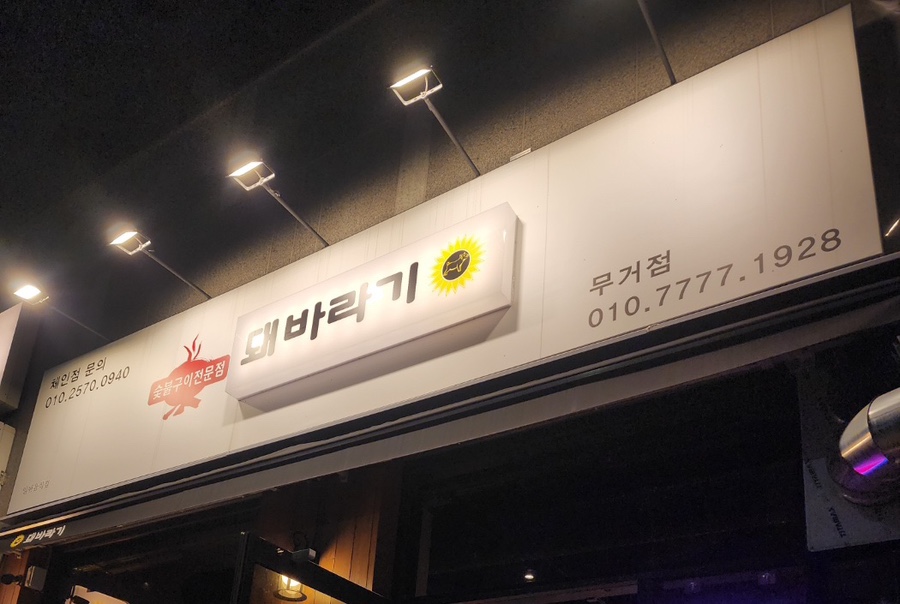 체인점 문의
010.2570.0940
숯불구이전문점
돼바라기
무거점
010.7777.1928
돼바라기